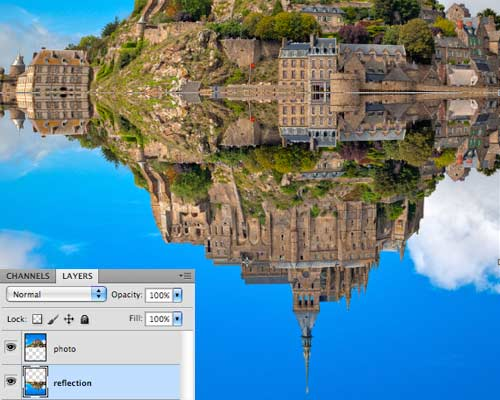 CHANNELS LAYERS
Normal Opacity: 100%
Lock: Fill: 100%
photo
reflection